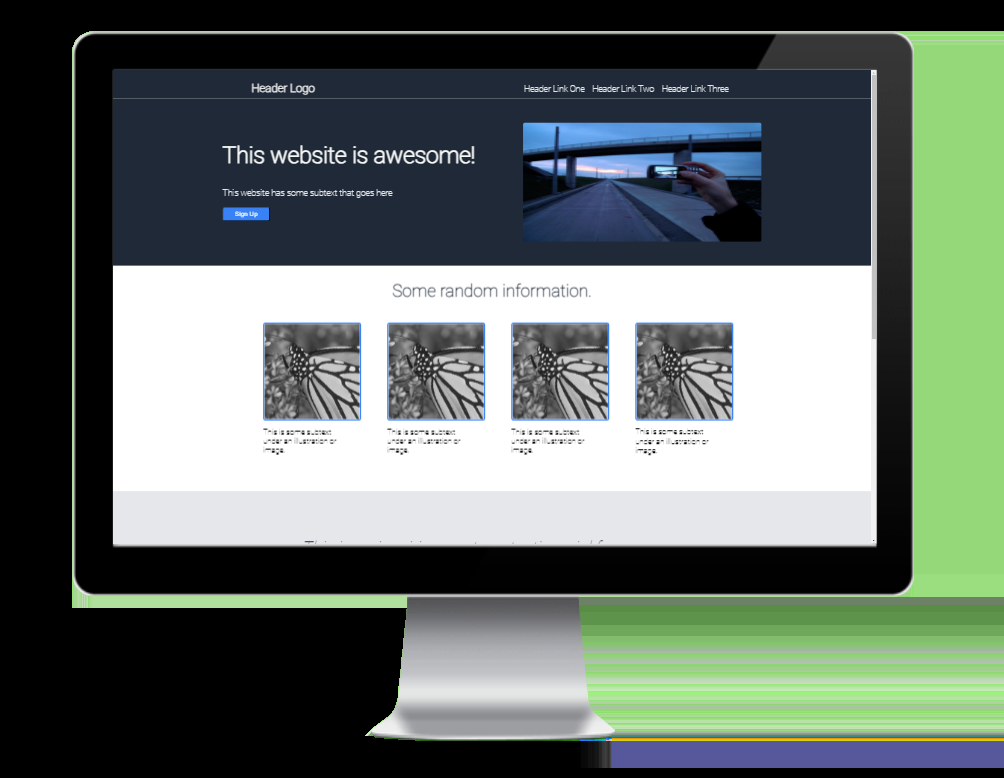 Header Logo
Header Link One Header Link Two Header Link Three
This website is awesome!
This website has some subtext that goes here
Sign Up
Some random information.
This is some subtext
under an illustration or
image.
This is some subtext
under an illustration or
image.
This is some subtext
under an illustration or
image.
This is some subtext
under an illustration or
image.